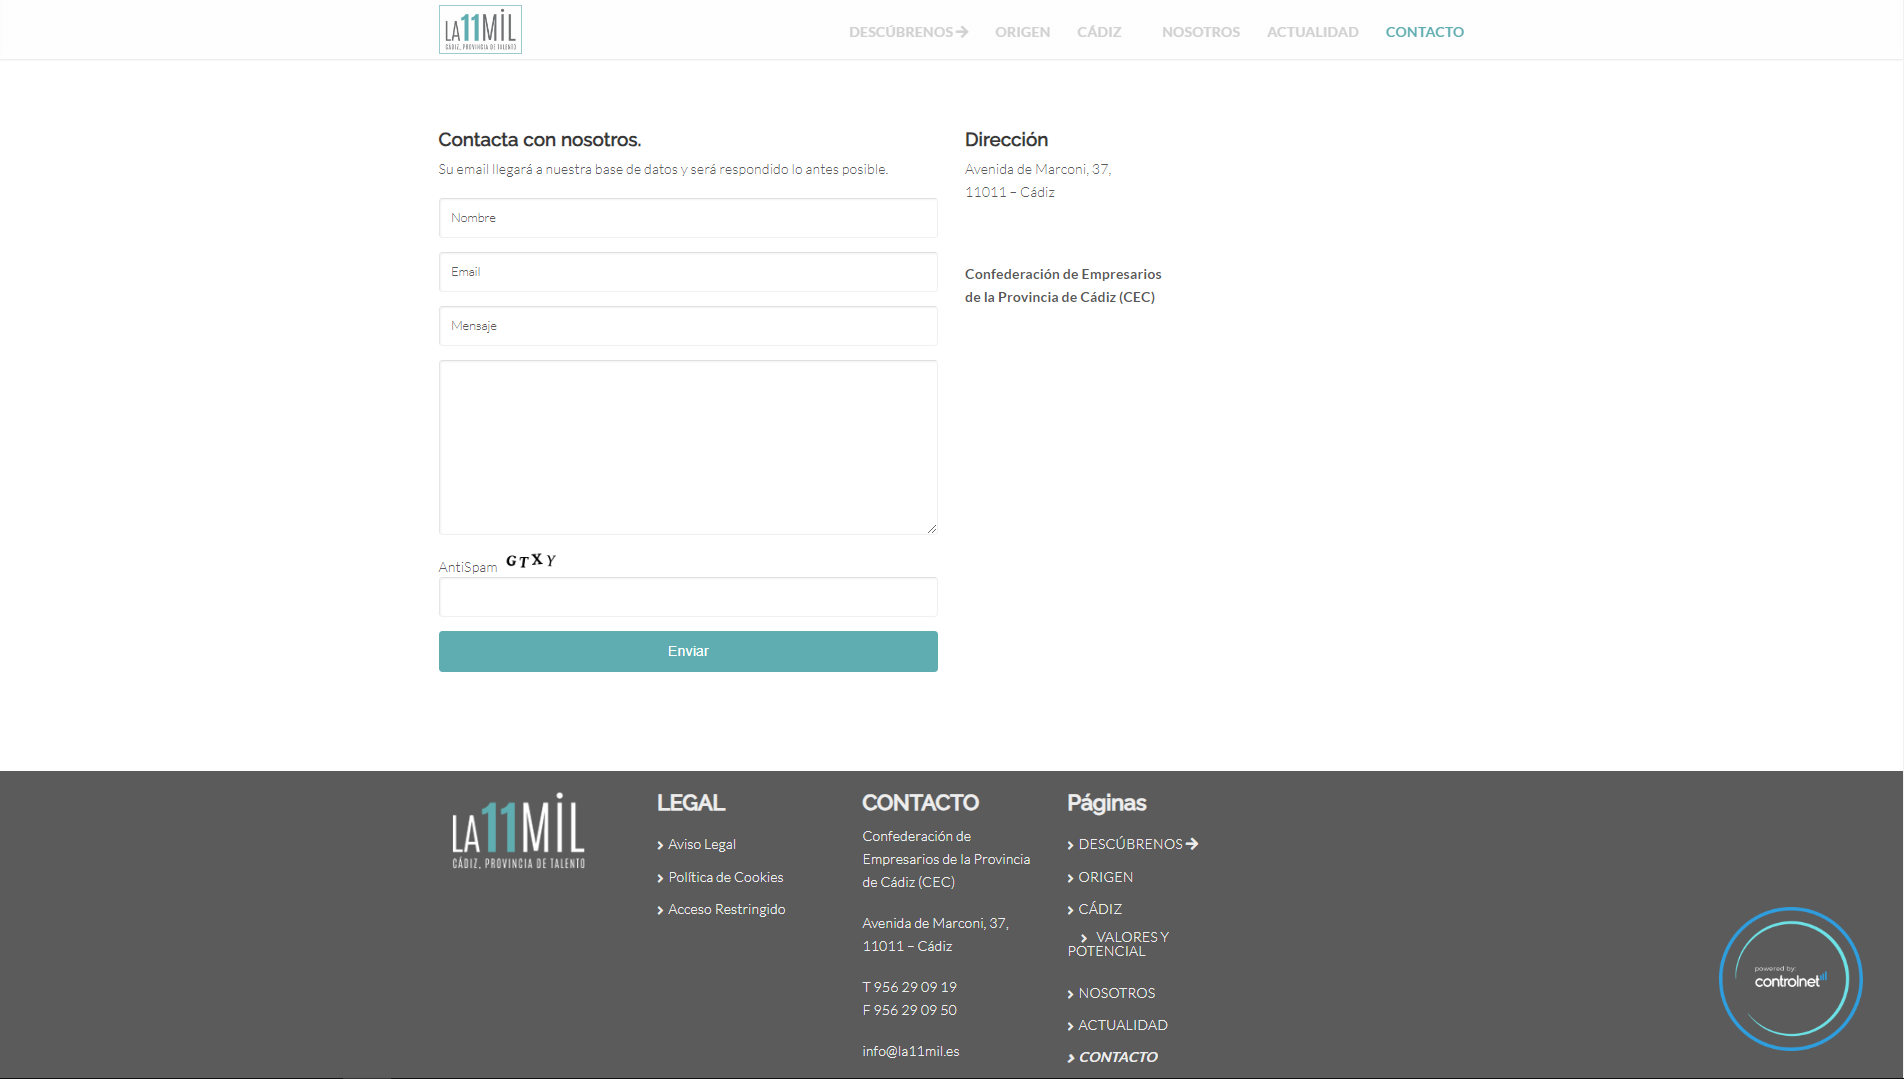 LA11MIL
CÁDIZ, PROVINCIA DE TALENTO
DESCÚBRENOS
ORIGEN
CÁDIZ
NOSOTROS
ACTUALIDAD
CONTACTO
Contacta con nosotros.
Su email llegará a nuestra base de datos y será respondido lo antes posible.
Nombre
Email
Mensaje
AntiSpam GTXY
Enviar
Dirección
Avenida de Marconi, 37,
11011 – Cádiz
Confederación de Empresarios
de la Provincia de Cádiz (CEC)
LA11MIL
CÁDIZ, PROVINCIA DE TALENTO
LEGAL
Aviso Legal
Política de Cookies
Acceso Restringido
CONTACTO
Confederación de
Empresarios de la Provincia
de Cádiz (CEC)
Avenida de Marconi, 37,
11011 – Cádiz
T 956 29 09 19
F 956 29 09 50
info@la11mil.es
Páginas
DESCÚBRENOS
ORIGEN
CÁDIZ
VALORES Y
POTENCIAL
NOSOTROS
ACTUALIDAD
CONTACTO
powered by:
controlnet